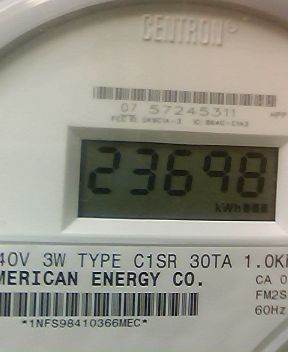 CENTRON®
07 57245311
23698
kWh
40V 3W TYPE C1SR 30TA 1.0K
MERICAN ENERGY CO.
CA 0
FM2S
60Hz
*1NFS98410366MEC*